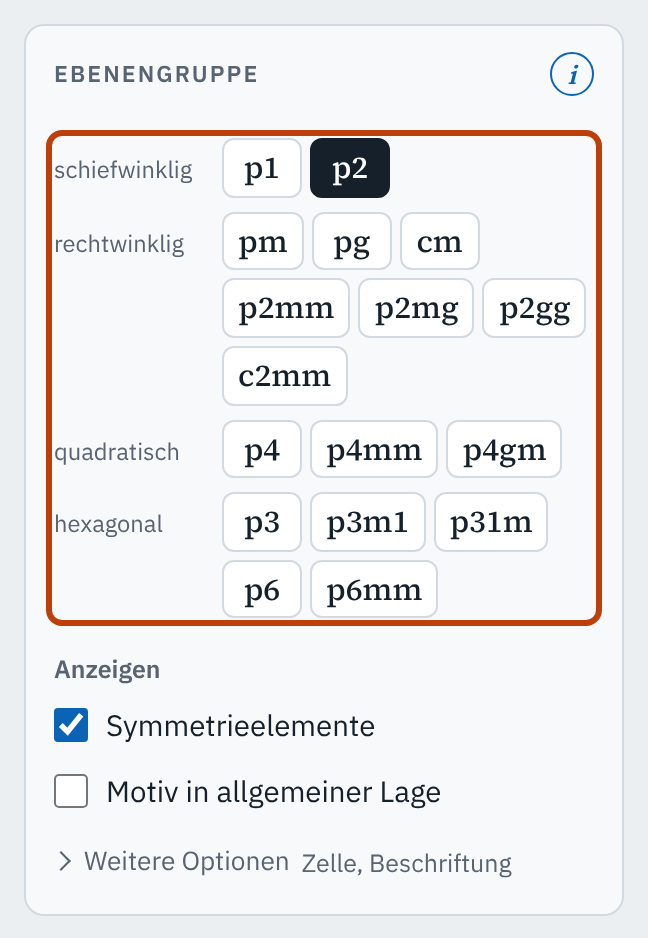 EBENENGRUPPE i
schiefwinklig p1 p2
rechtwinklig pm pg cm
p2mm p2mg p2gg
c2mm
quadratisch p4 p4mm p4gm
hexagonal p3 p3m1 p31m
p6 p6mm
Anzeigen
Symmetrieelemente
Motiv in allgemeiner Lage
Weitere Optionen Zelle, Beschriftung